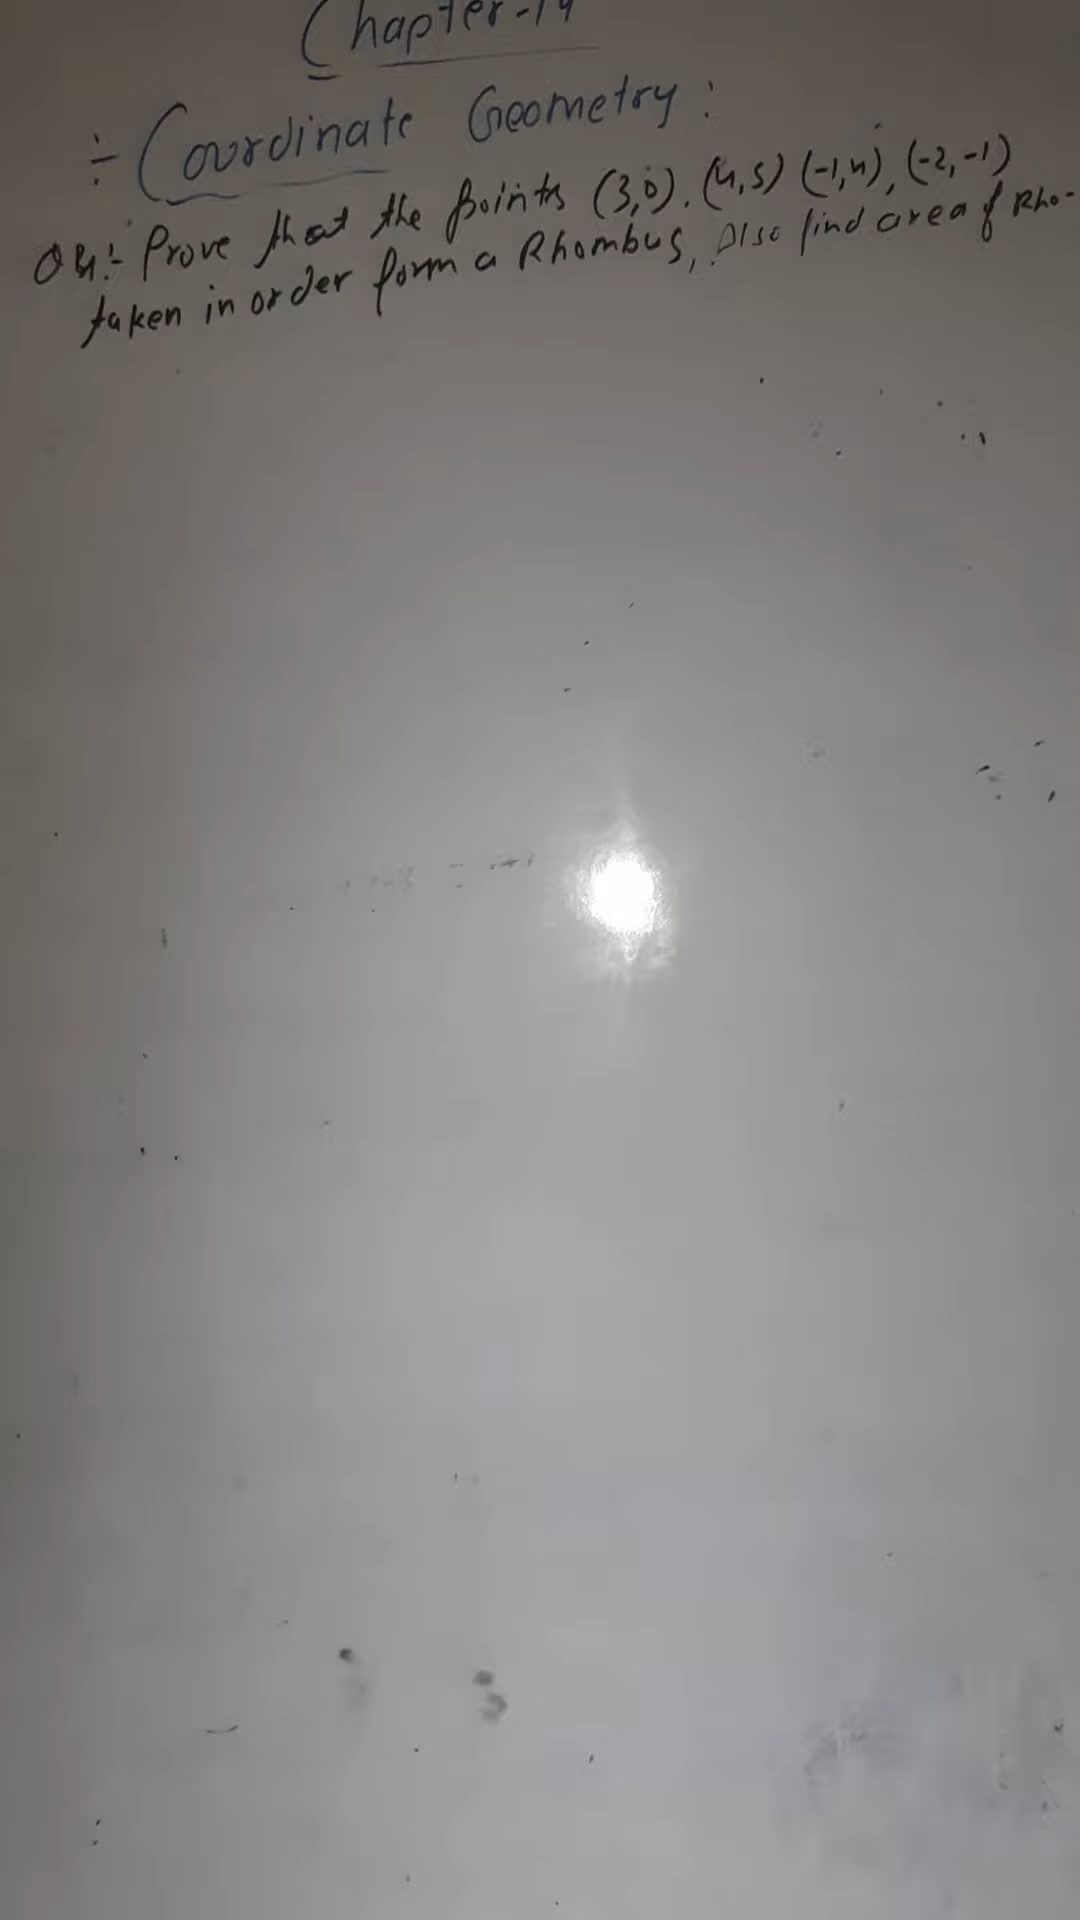 Chapter-14
÷ Coordinate Geometry:
Q4:- Prove that the points (3,0), (4,5) (-1,4), (-2,-1)
taken in order form a Rhombus, Also find area of Rho-